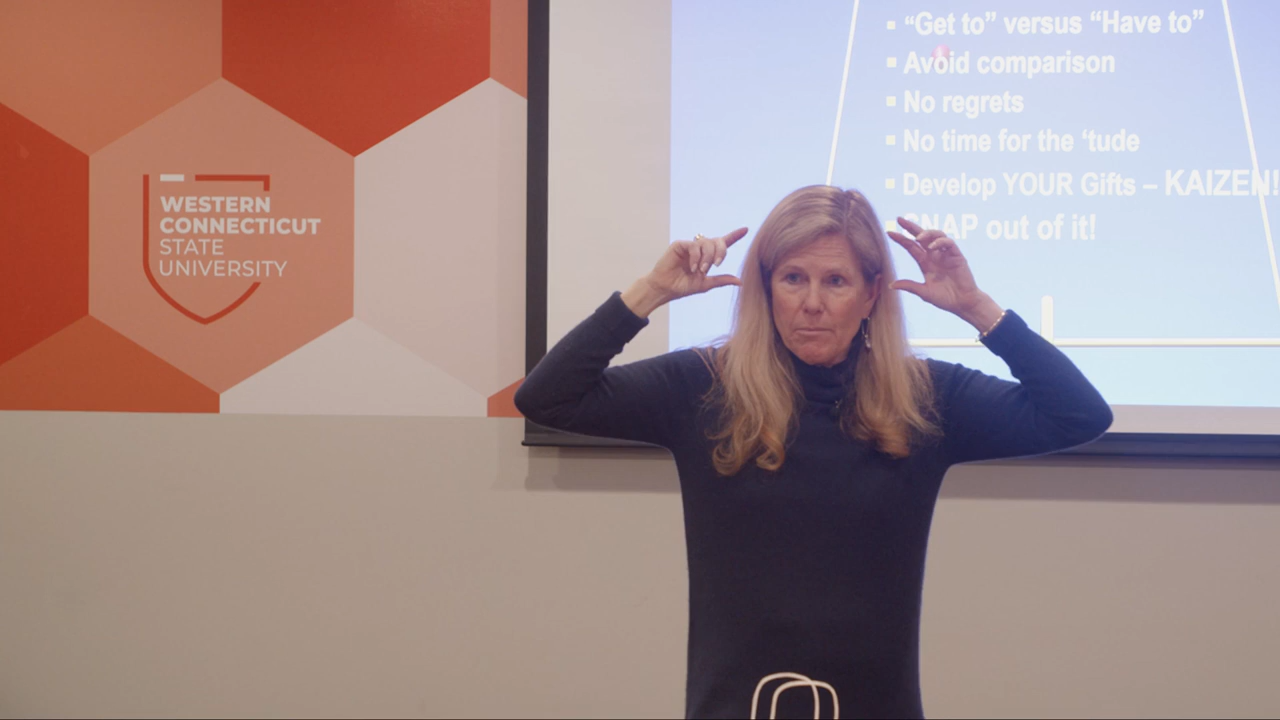 WESTERN
CONNECTICUT
STATE
UNIVERSITY
▪ “Get to” versus “Have to”
▪ Avoid comparison
▪ No regrets
▪ No time for the ‘tude
▪ Develop YOUR Gifts – KAIZEN!
▪ SNAP out of it!